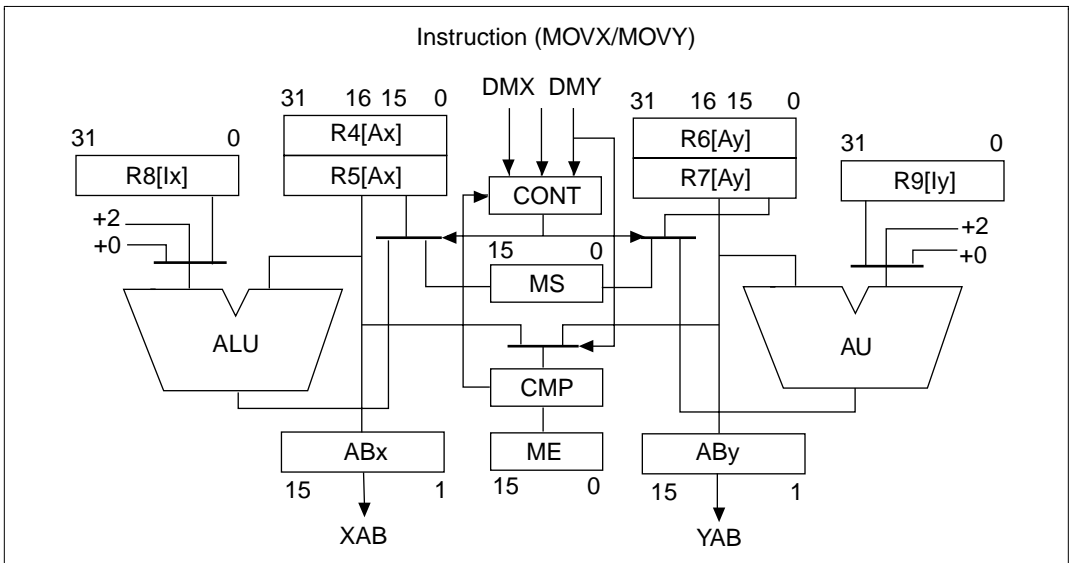 Instruction (MOVX/MOVY)
DMX DMY
31 16 15 0
31 16 15 0
R4[Ax]
R5[Ax]
R6[Ay]
R7[Ay]
31 0
R8[Ix]
31 0
R9[Iy]
CONT
+2
+0
+2
+0
15 0
MS
ALU
AU
CMP
ABx
15 1
ME
15 0
ABy
15 1
XAB
YAB